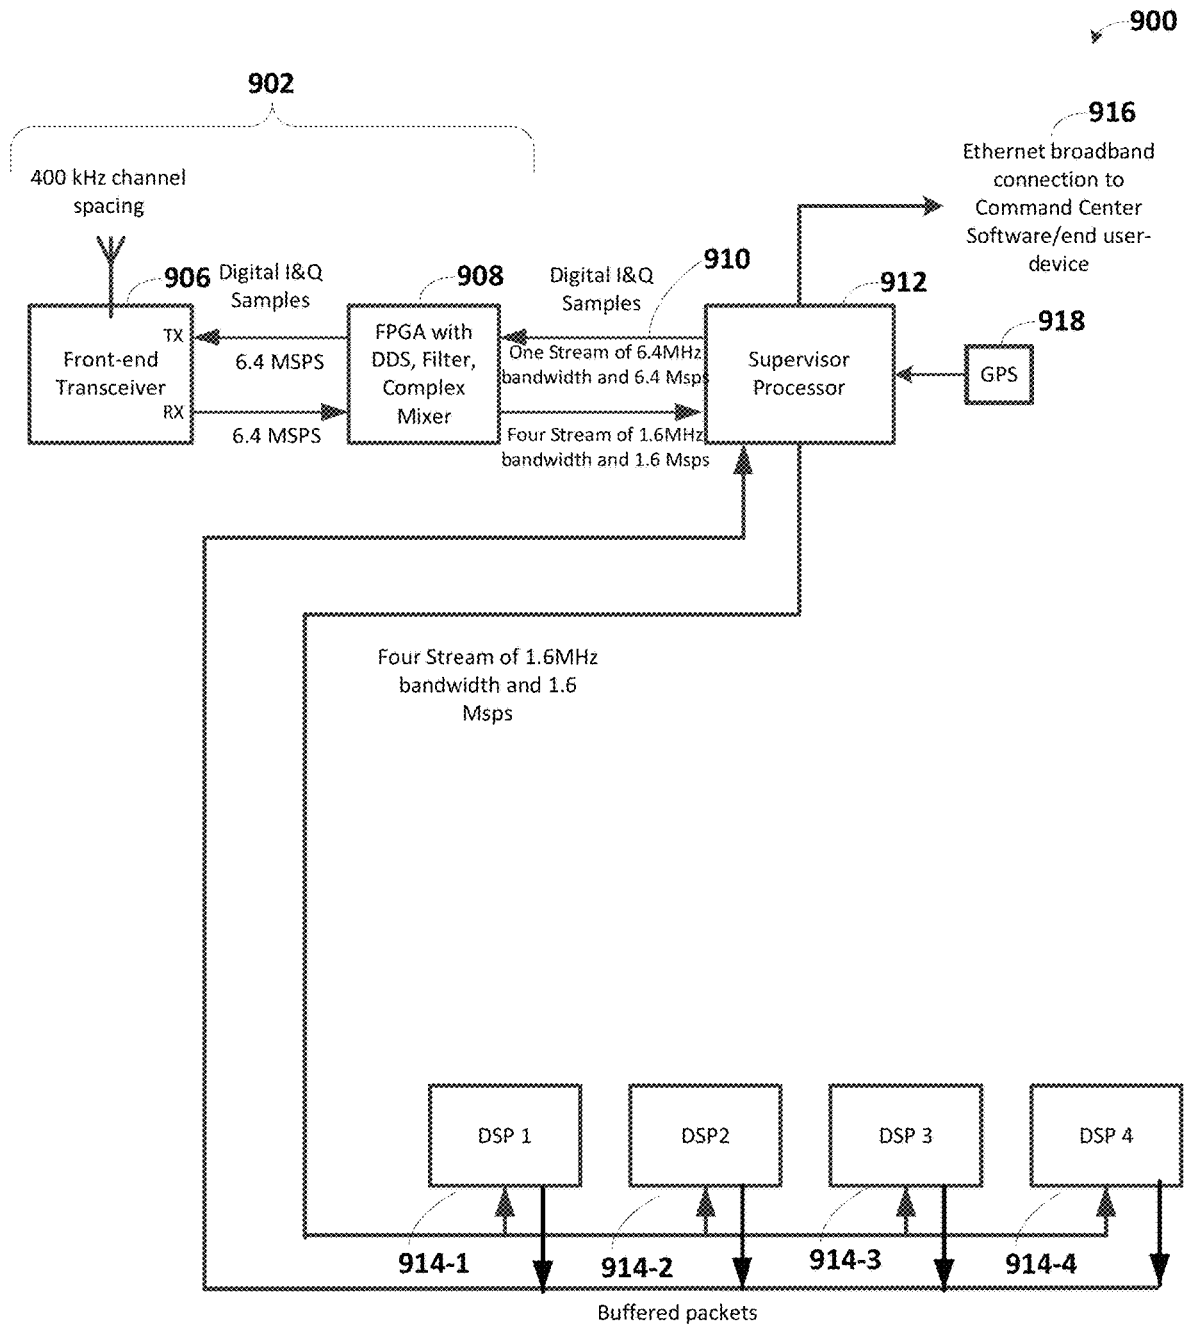 900
902
916
Ethernet broadband
connection to
Command Center
Software/end user-
device
400 kHz channel
spacing
906
Digital I&Q
Samples
908
Digital I&Q
Samples
910
912
918
TX
Front-end
Transceiver
RX
6.4 MSPS
6.4 MSPS
FPGA with
DDS, Filter,
Complex
Mixer
One Stream of 6.4MHz
bandwidth and 6.4 Msps
Four Stream of 1.6MHz
bandwidth and 1.6 Msps
Supervisor
Processor
GPS
Four Stream of 1.6MHz
bandwidth and 1.6
Msps
DSP 1
DSP2
DSP 3
DSP 4
914-1
914-2
914-3
914-4
Buffered packets